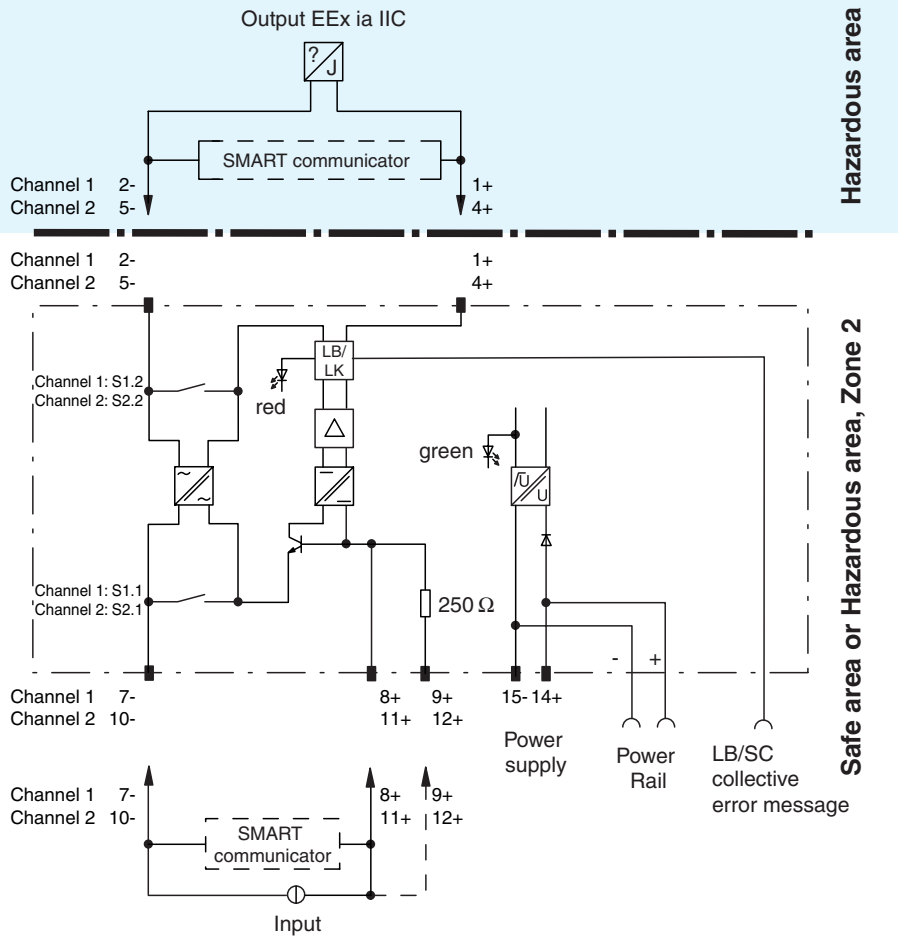 Output EEx ia IIC
?
J
Hazardous area
SMART communicator
Channel 1 2- 1+
Channel 2 5- 4+
Channel 1 2- 1+
Channel 2 5- 4+
Safe area or Hazardous area, Zone 2
LB/
LK
Channel 1: S1.2
Channel 2: S2.2
red
green
√U
U
Channel 1: S1.1
Channel 2: S2.1
250 Ω
- +
Channel 1 7- 8+ 9+ 15- 14+
Channel 2 10- 11+ 12+
Power
supply
Power
Rail
LB/SC
collective
error message
Channel 1 7- 8+ 9+
Channel 2 10- 11+ 12+
SMART
communicator
Input